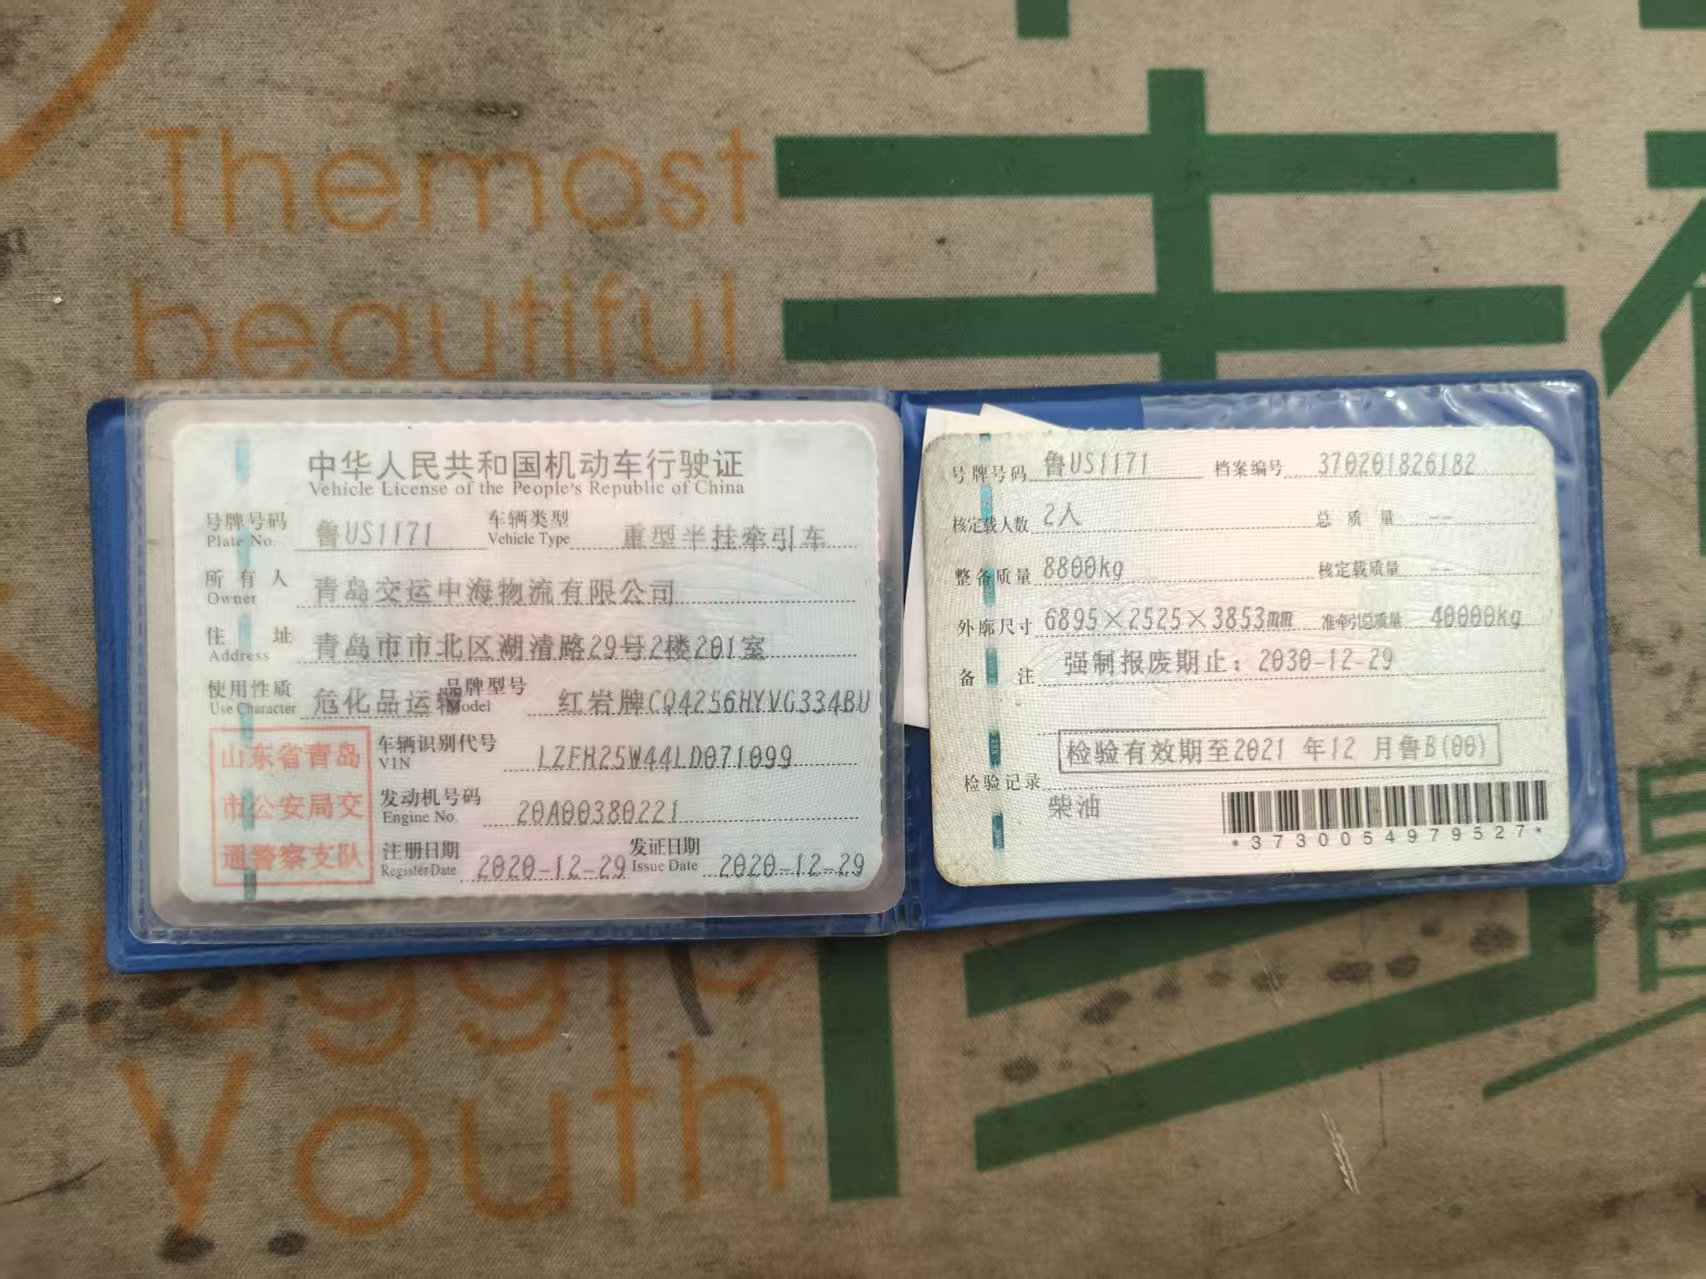 Themost
beautiful
Youth
中华人民共和国机动车行驶证
Vehicle License of the People's Republic of China
号牌号码 鲁US1171 车辆类型 重型半挂牵引车
Plate No. Vehicle Type
所有人 青岛交运中海物流有限公司
Owner
住址 青岛市市北区湖清路29号2楼201室
Address
使用性质 危化品运输 品牌型号 红岩牌CQ4256HYVG334BU
Use Character Model
山东省青岛
市公安局交
通警察支队
车辆识别代号 LZFH25W44LD071099
VIN
发动机号码 20A00380221
Engine No.
注册日期 2020-12-29 发证日期 2020-12-29
Register Date Issue Date
号牌号码 鲁US1171 档案编号 370201826182
核定载人数 2人 总质量 --
整备质量 8800kg 核定载质量 --
外廓尺寸 6895×2525×3853mm 准牵引总质量 40000kg
备注 强制报废期止：2030-12-29
检验有效期至2021 年12 月鲁B(00)
检验记录
柴油
*3730054979527*